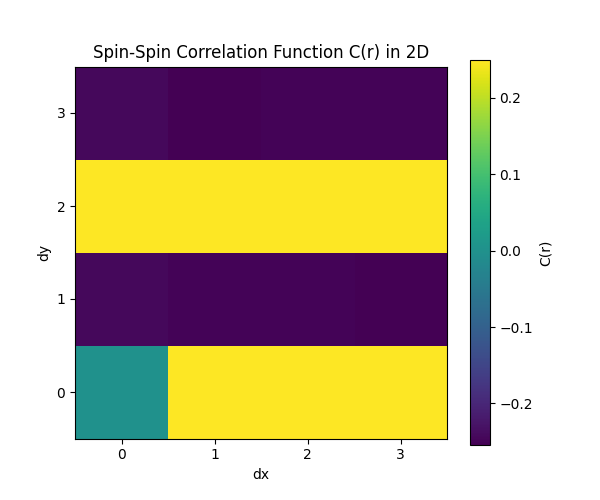 Spin-Spin Correlation Function C(r) in 2D
3
2
1
0
dy
0 1 2 3
dx
0.2
0.1
0.0
−0.1
−0.2
C(r)